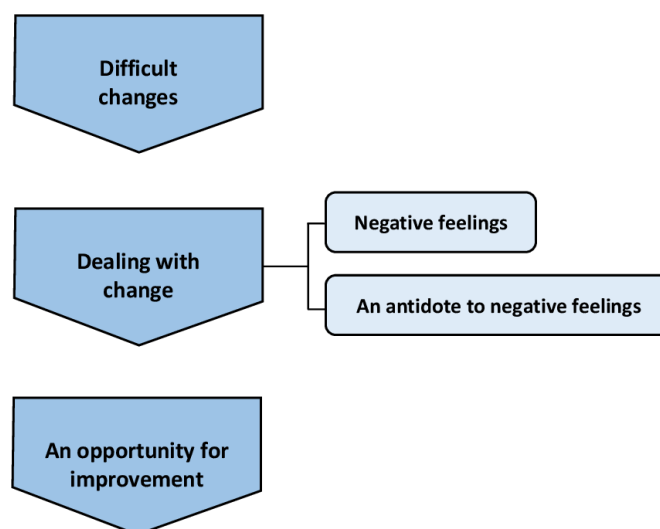 Difficult
changes
Negative feelings
Dealing with
change
An antidote to negative feelings
An opportunity for
improvement